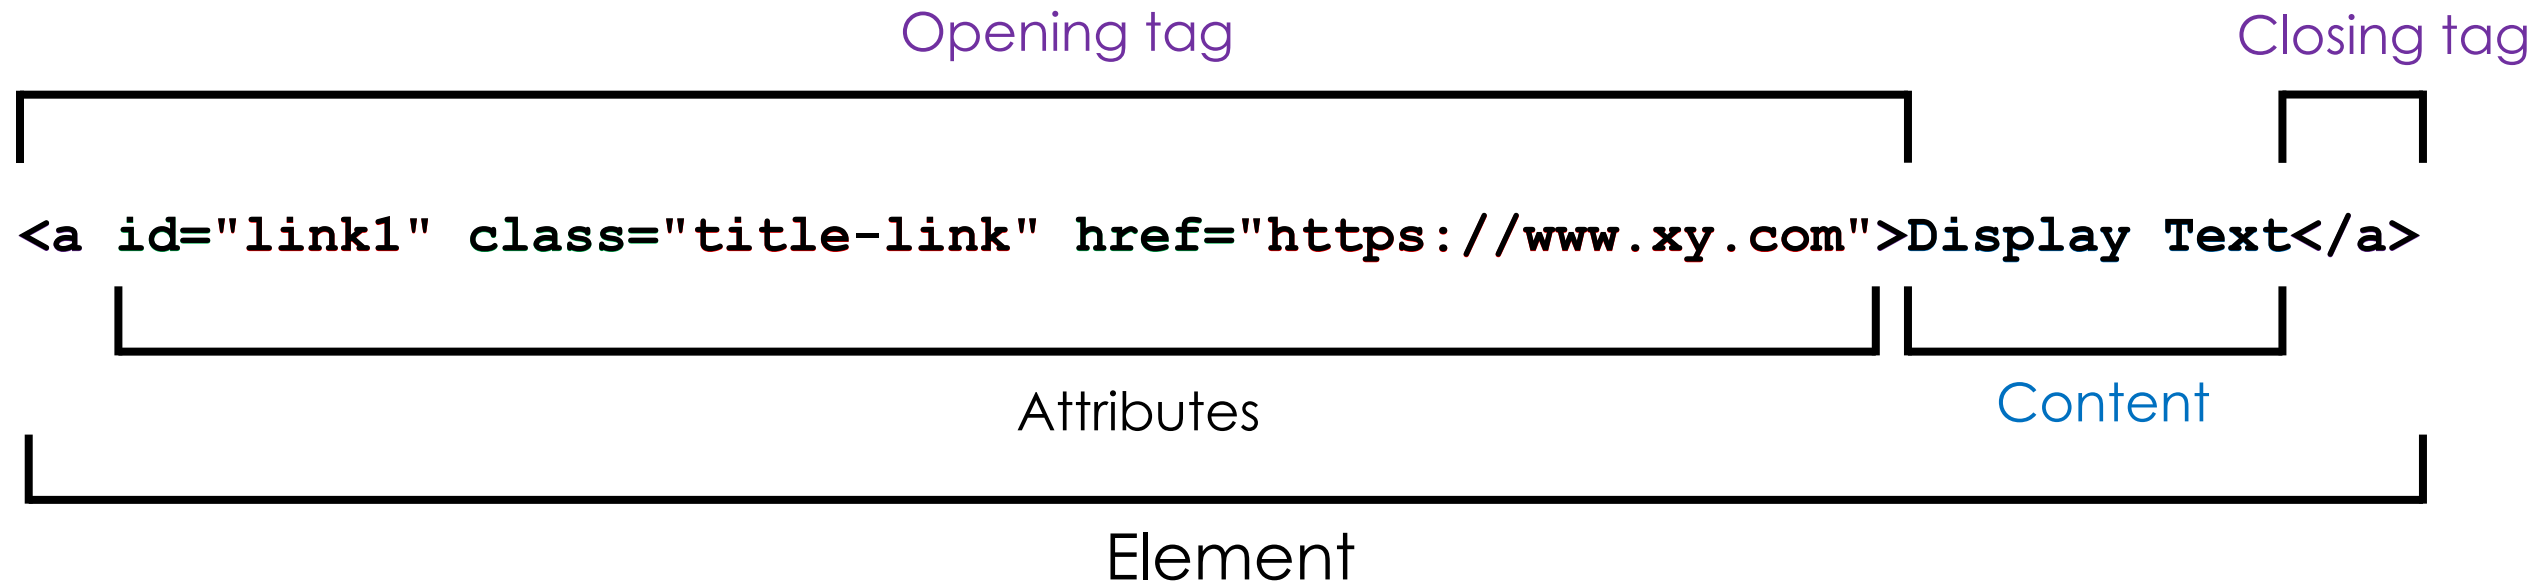 Opening tag
Closing tag
<a id="link1" class="title-link" href="https://www.xy.com">Display Text</a>
Attributes
Content
Element